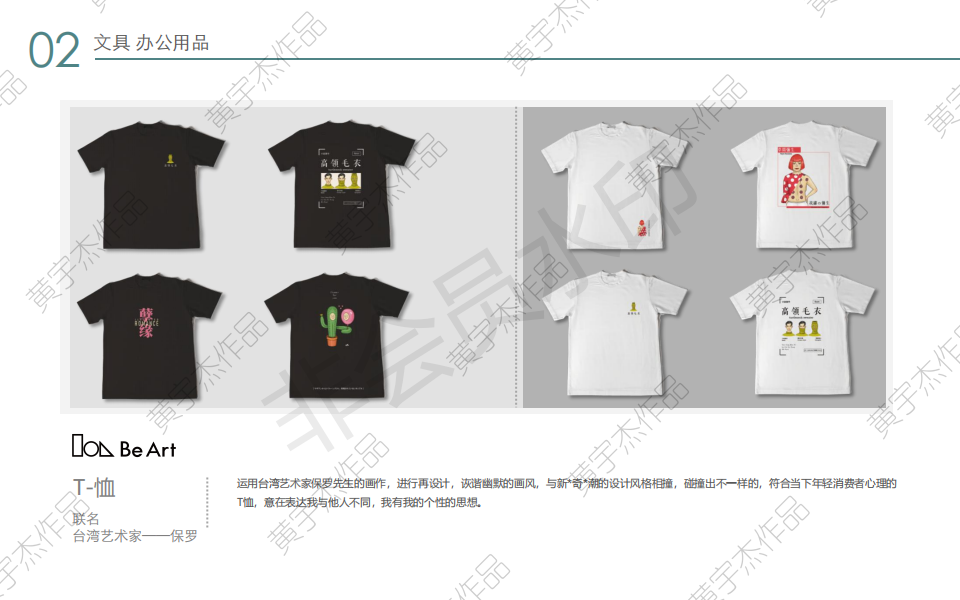 02
文具 办公用品
高领毛衣
孽
ROMANCE
缘
高领毛衣
Be Art
T-恤
联名
台湾艺术家——保罗
运用台湾艺术家保罗先生的画作，进行再设计，诙谐幽默的画风，与新*奇*潮的设计风格相撞，碰撞出不一样的，符合当下年轻消费者心理的
T恤，意在表达我与他人不同，我有我的个性的思想。
黄宇杰作品
非会员水印